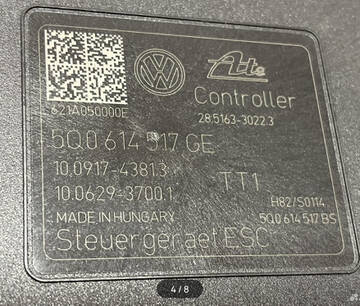 621A050000E
Ate
Controller
28.5163-3022.3
5Q0 614 517 GE
10.0917-4381.3
10.0629-3700.1
TT1
MADE IN HUNGARY
H82/S0114
5Q0 614 517 BS
Steuergeraet ESC
4/8